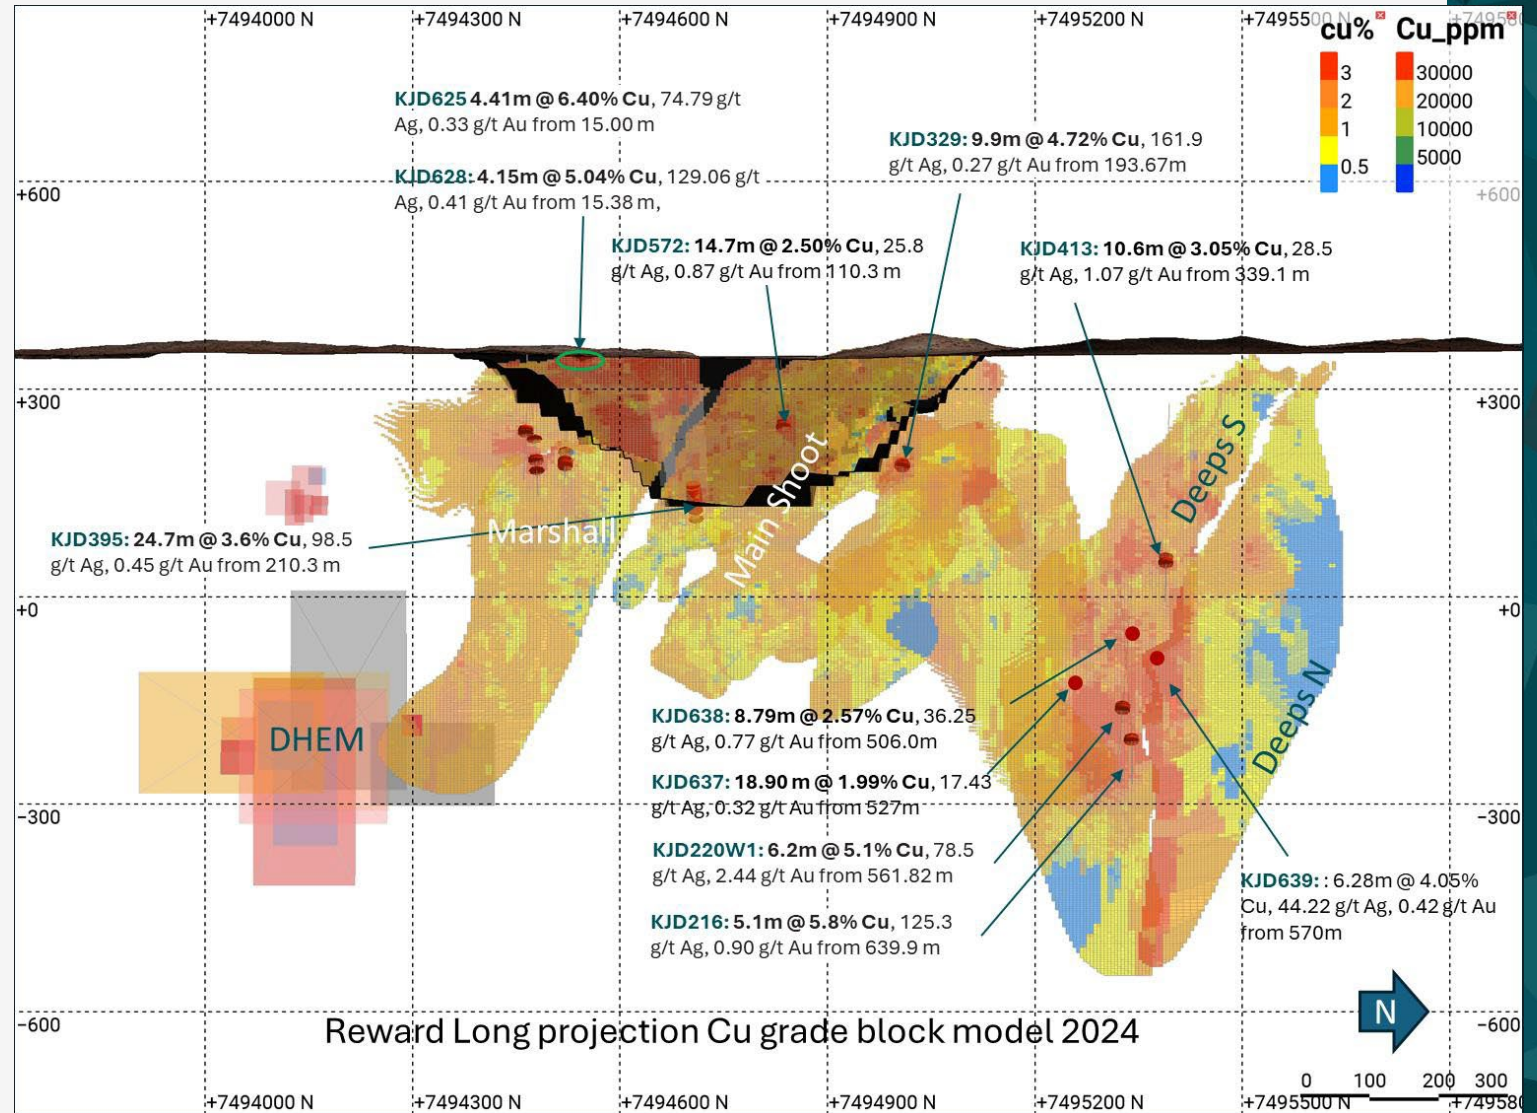 +7494000 N
+7494300 N
+7494600 N
+7494900 N
+7495200 N
+7495500 N
cu%
3
2
1
0.5
Cu_ppm
30000
20000
10000
5000
KJD625 4.41m @ 6.40% Cu, 74.79 g/t
Ag, 0.33 g/t Au from 15.00 m
KJD628: 4.15m @ 5.04% Cu, 129.06 g/t
Ag, 0.41 g/t Au from 15.38 m,
KJD329: 9.9m @ 4.72% Cu, 161.9
g/t Ag, 0.27 g/t Au from 193.67m
+600
+600
KJD572: 14.7m @ 2.50% Cu, 25.8
g/t Ag, 0.87 g/t Au from 110.3 m
KJD413: 10.6m @ 3.05% Cu, 28.5
g/t Ag, 1.07 g/t Au from 339.1 m
+300
+300
Deeps S
Main Shoot
Marshall
KJD395: 24.7m @ 3.6% Cu, 98.5
g/t Ag, 0.45 g/t Au from 210.3 m
+0
+0
DHEM
Deeps N
KJD638: 8.79m @ 2.57% Cu, 36.25
g/t Ag, 0.77 g/t Au from 506.0m
KJD637: 18.90 m @ 1.99% Cu, 17.43
g/t Ag, 0.32 g/t Au from 527m
−300
−300
KJD220W1: 6.2m @ 5.1% Cu, 78.5
g/t Ag, 2.44 g/t Au from 561.82 m
KJD216: 5.1m @ 5.8% Cu, 125.3
g/t Ag, 0.90 g/t Au from 639.9 m
KJD639: : 6.28m @ 4.05%
Cu, 44.22 g/t Ag, 0.42 g/t Au
from 570m
N
−600
−600
Reward Long projection Cu grade block model 2024
0 100 200 300
+7494000 N
+7494300 N
+7494600 N
+7494900 N
+7495200 N
+7495500 N